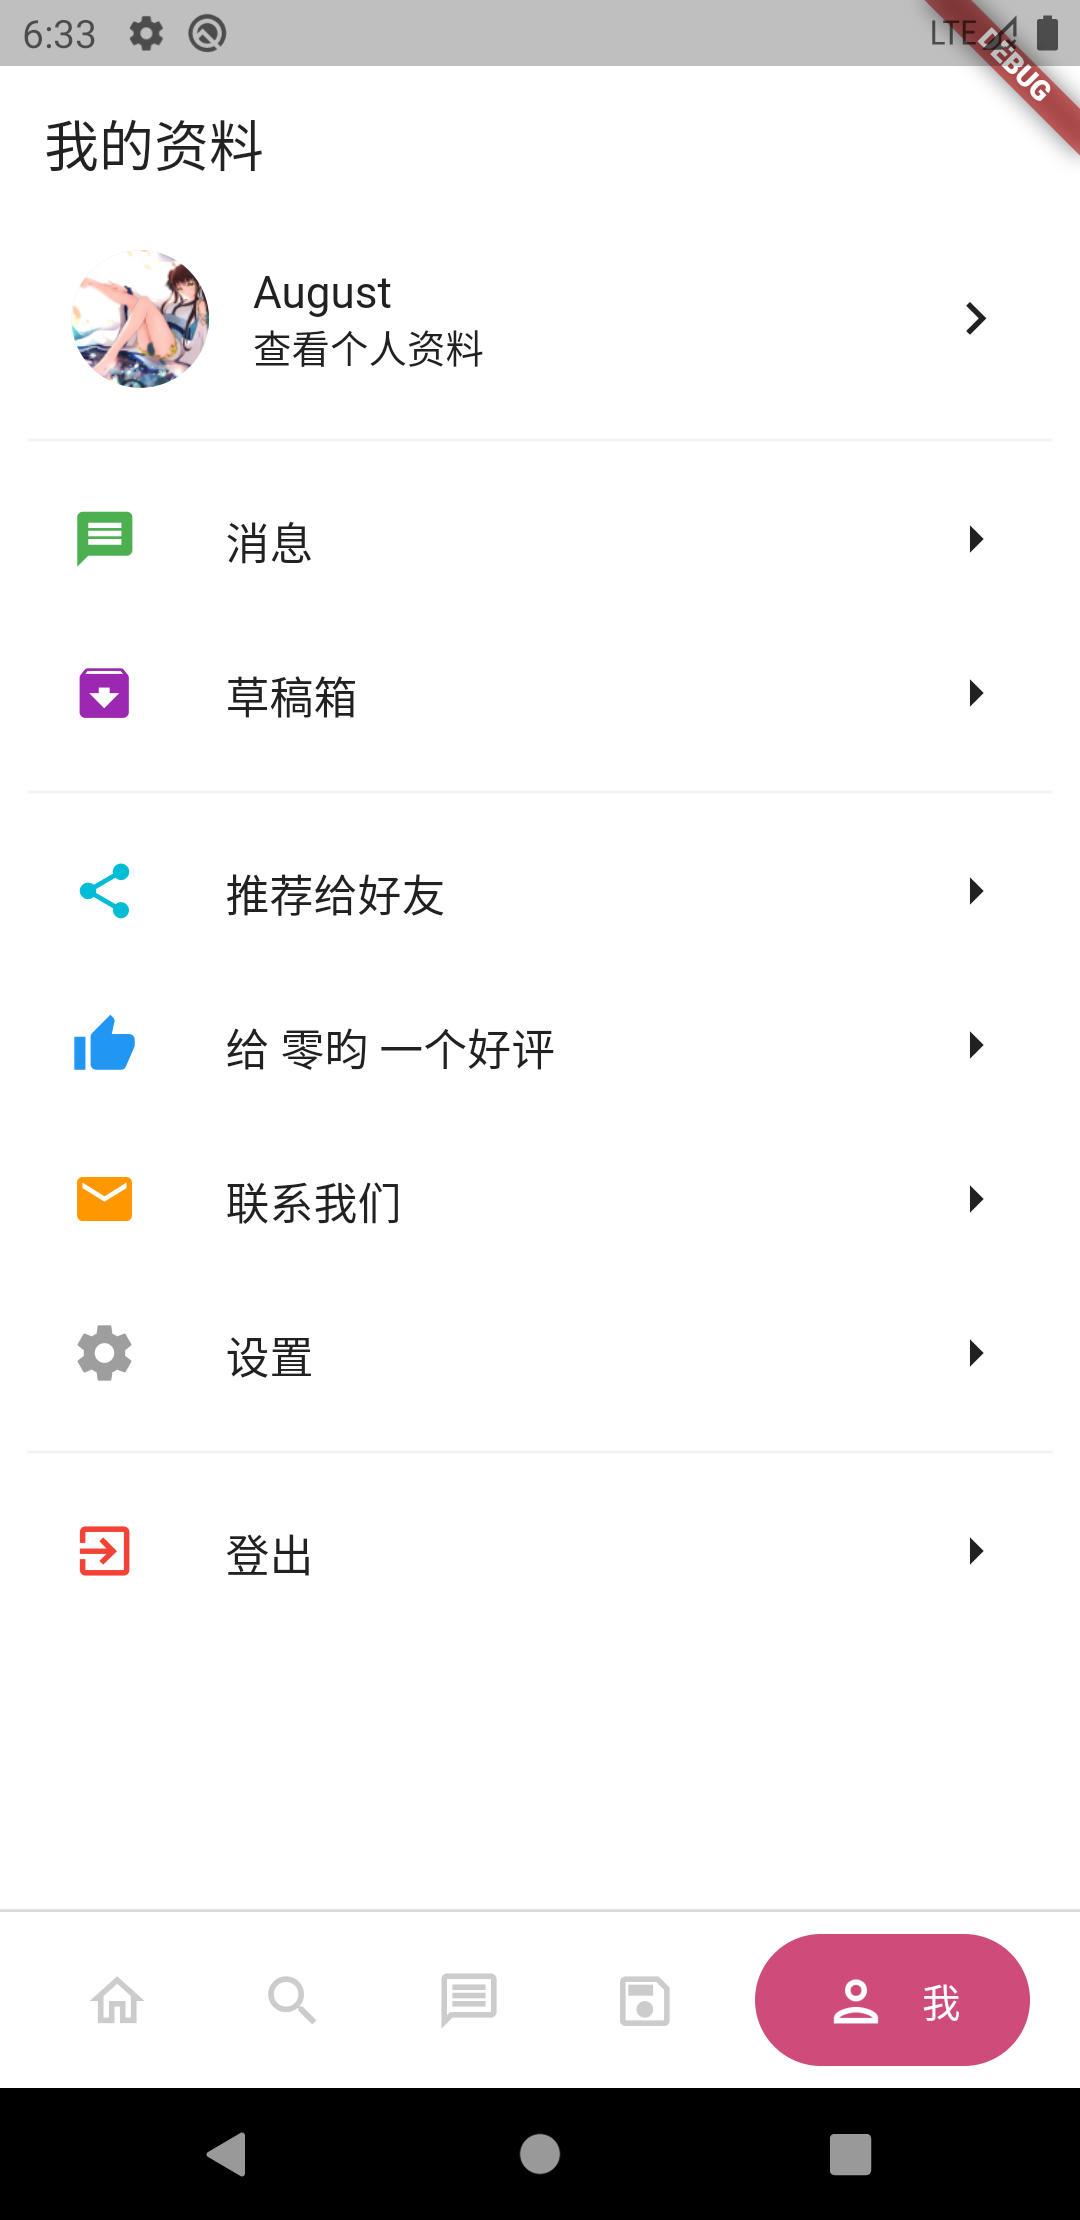 6:33 LTE
DEBUG
我的资料
August
查看个人资料
消息
草稿箱
推荐给好友
给 零昀 一个好评
联系我们
设置
登出
我